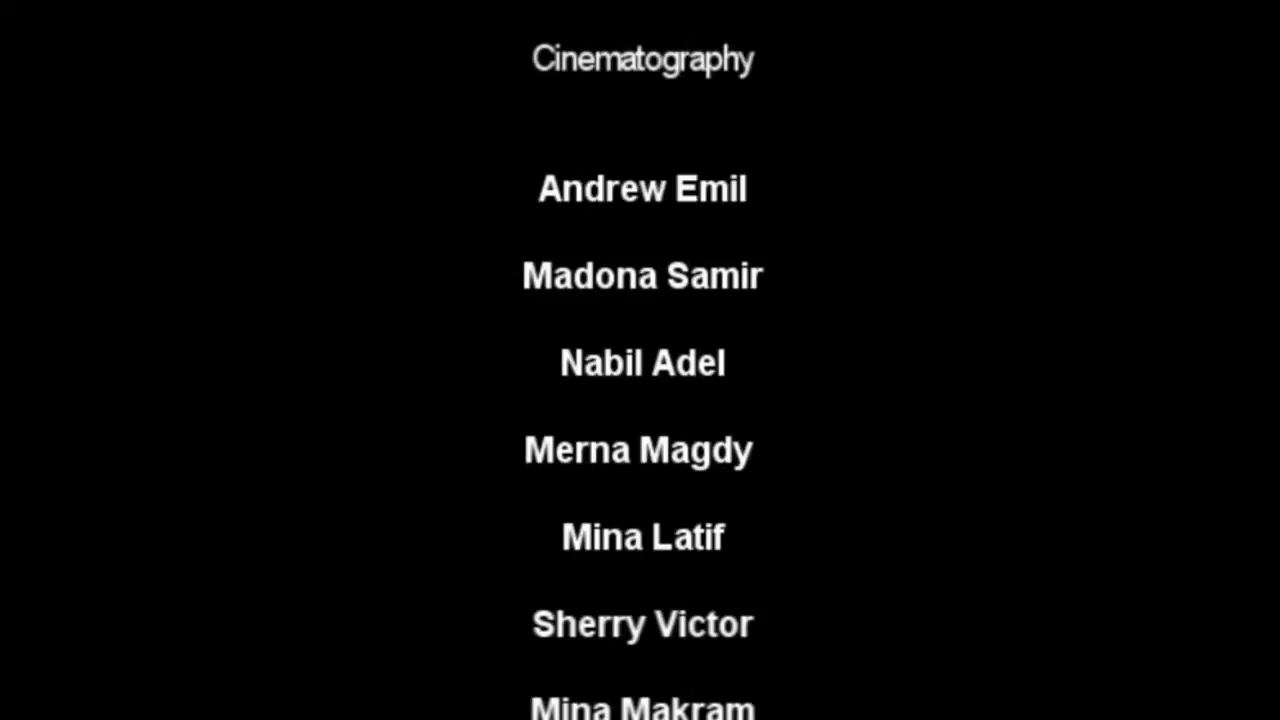 Cinematography
Andrew Emil
Madona Samir
Nabil Adel
Merna Magdy
Mina Latif
Sherry Victor
Mina Makram